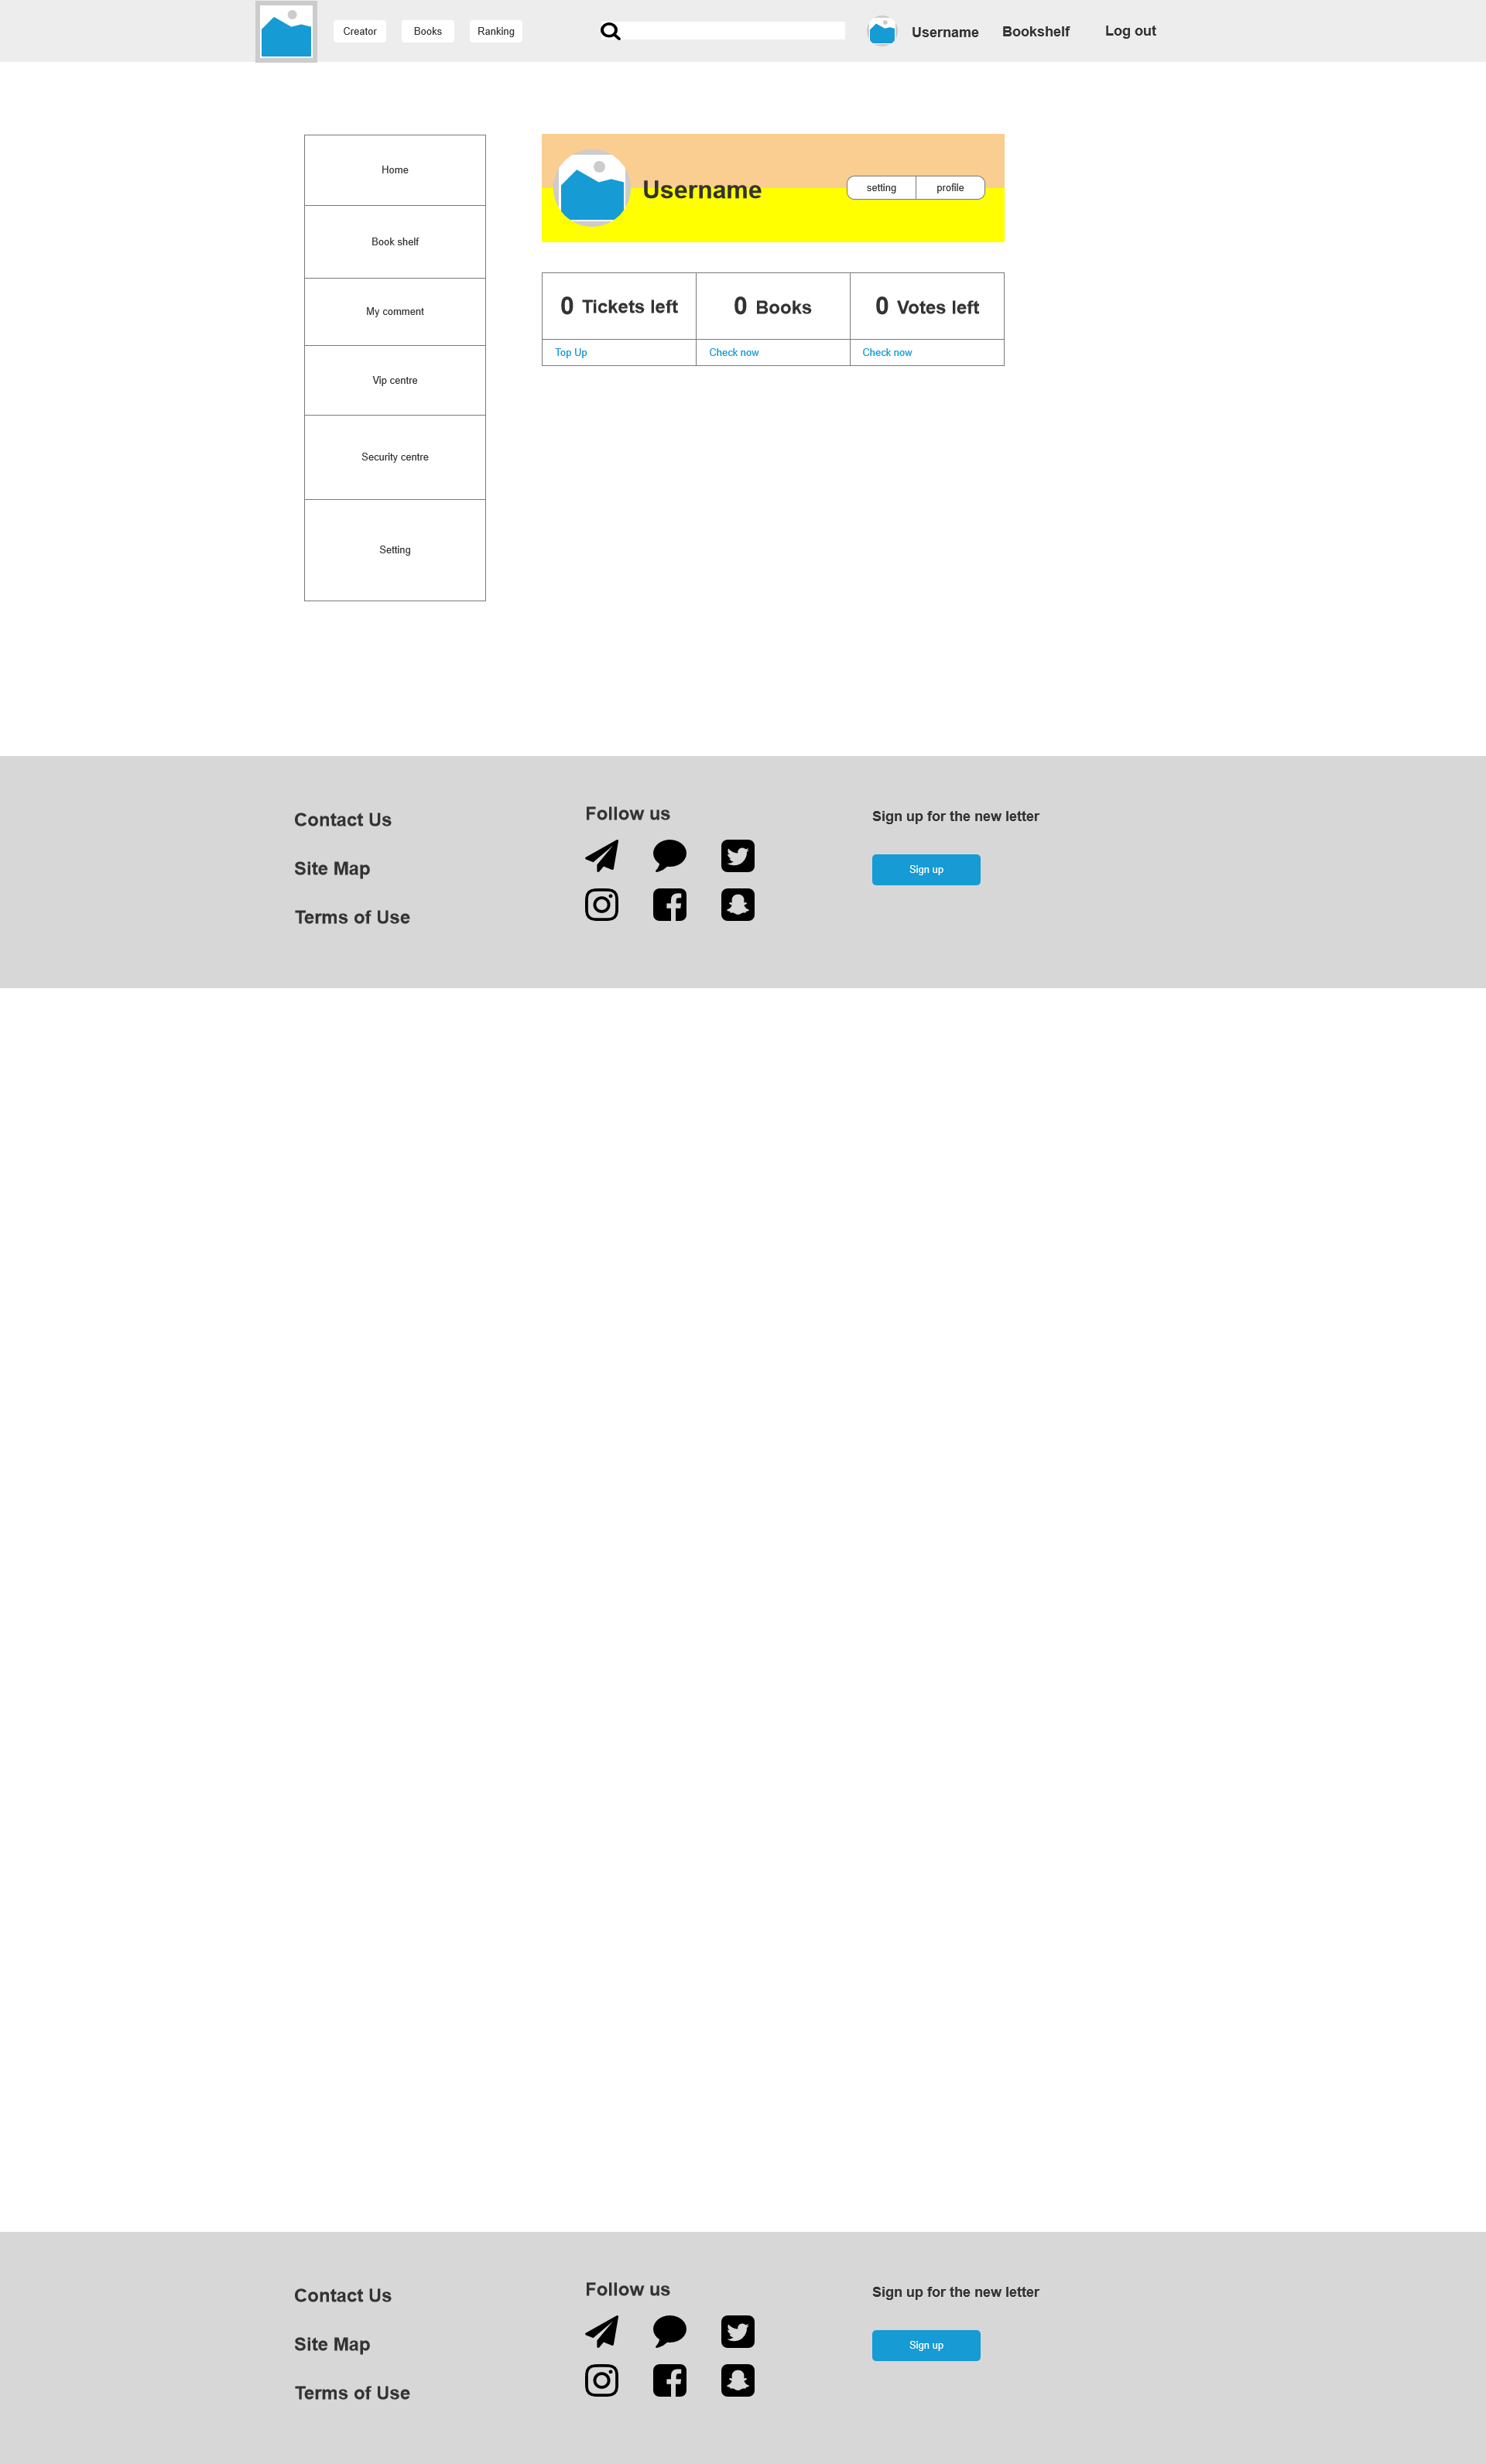 Creator Books Ranking Username Bookshelf Log out
Home
Book shelf
My comment
Vip centre
Security centre
Setting
Username setting profile
0 Tickets left 0 Books 0 Votes left
Top Up Check now Check now
Contact Us
Site Map
Terms of Use
Follow us
Sign up for the new letter
Sign up
Contact Us
Site Map
Terms of Use
Follow us
Sign up for the new letter
Sign up